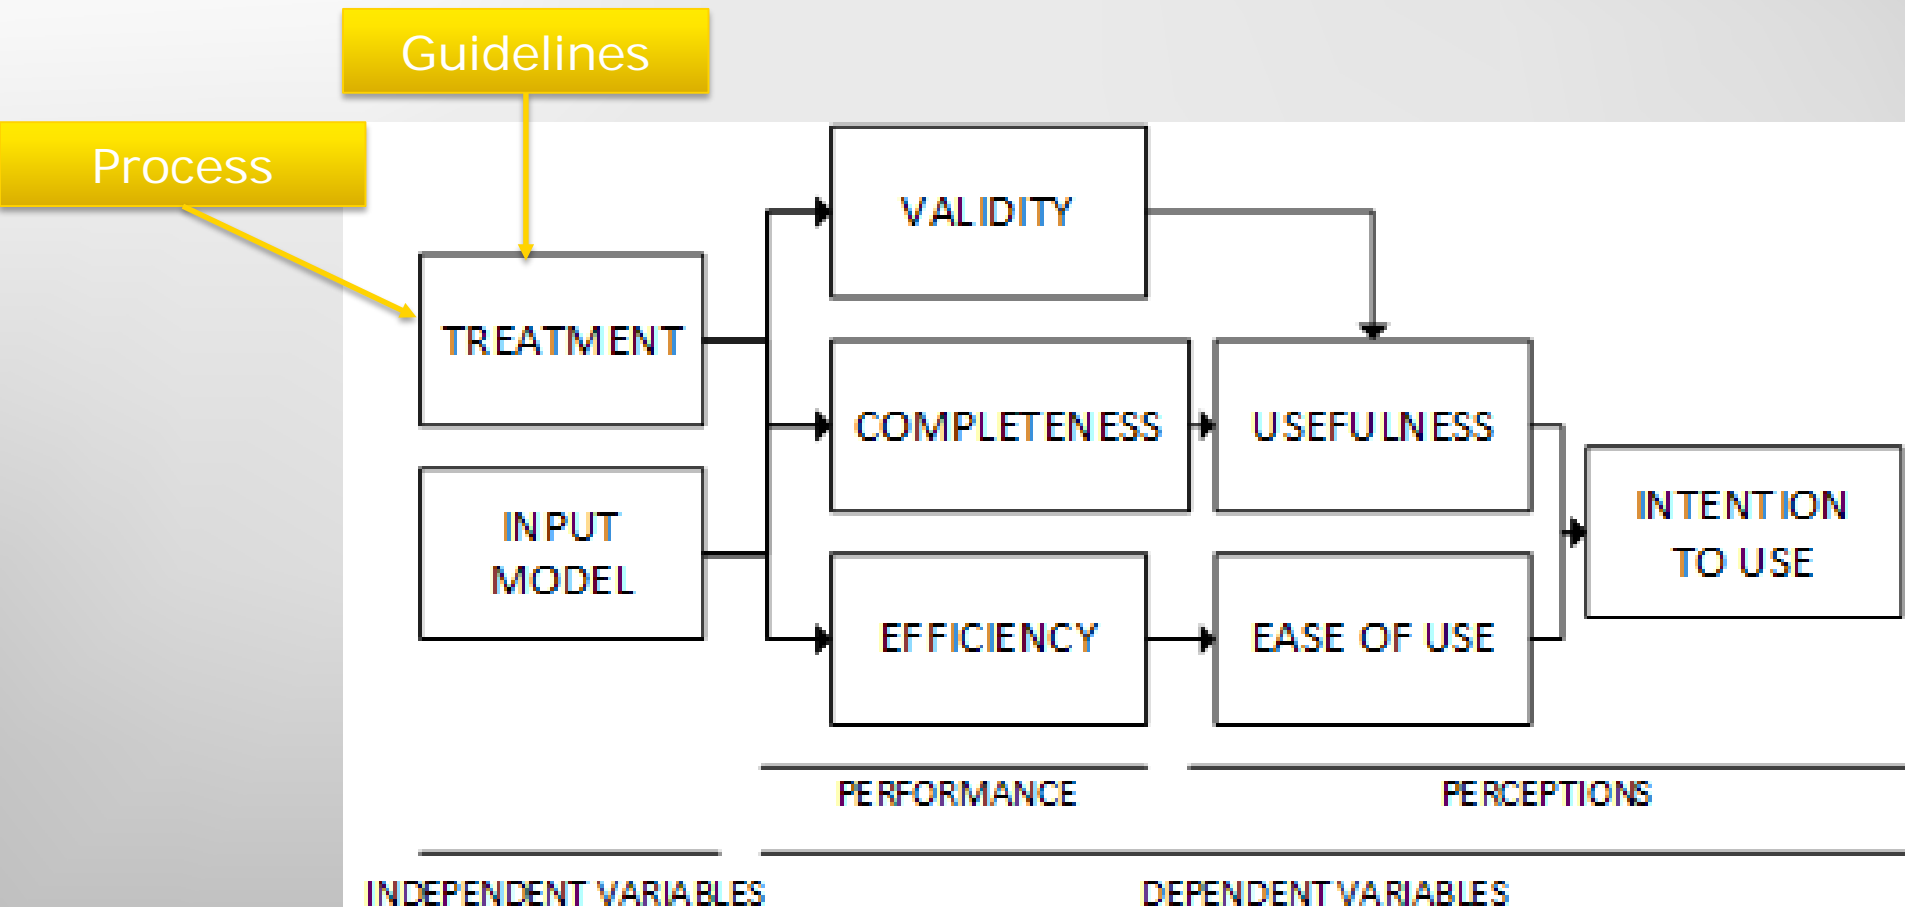 Guidelines
Process
VALIDITY
TREATMENT
COMPLETENESS
USEFULNESS
INPUT
MODEL
INTENTION
TO USE
EFFICIENCY
EASE OF USE
PERFORMANCE
PERCEPTIONS
INDEPENDENT VARIABLES
DEPENDENT VARIABLES